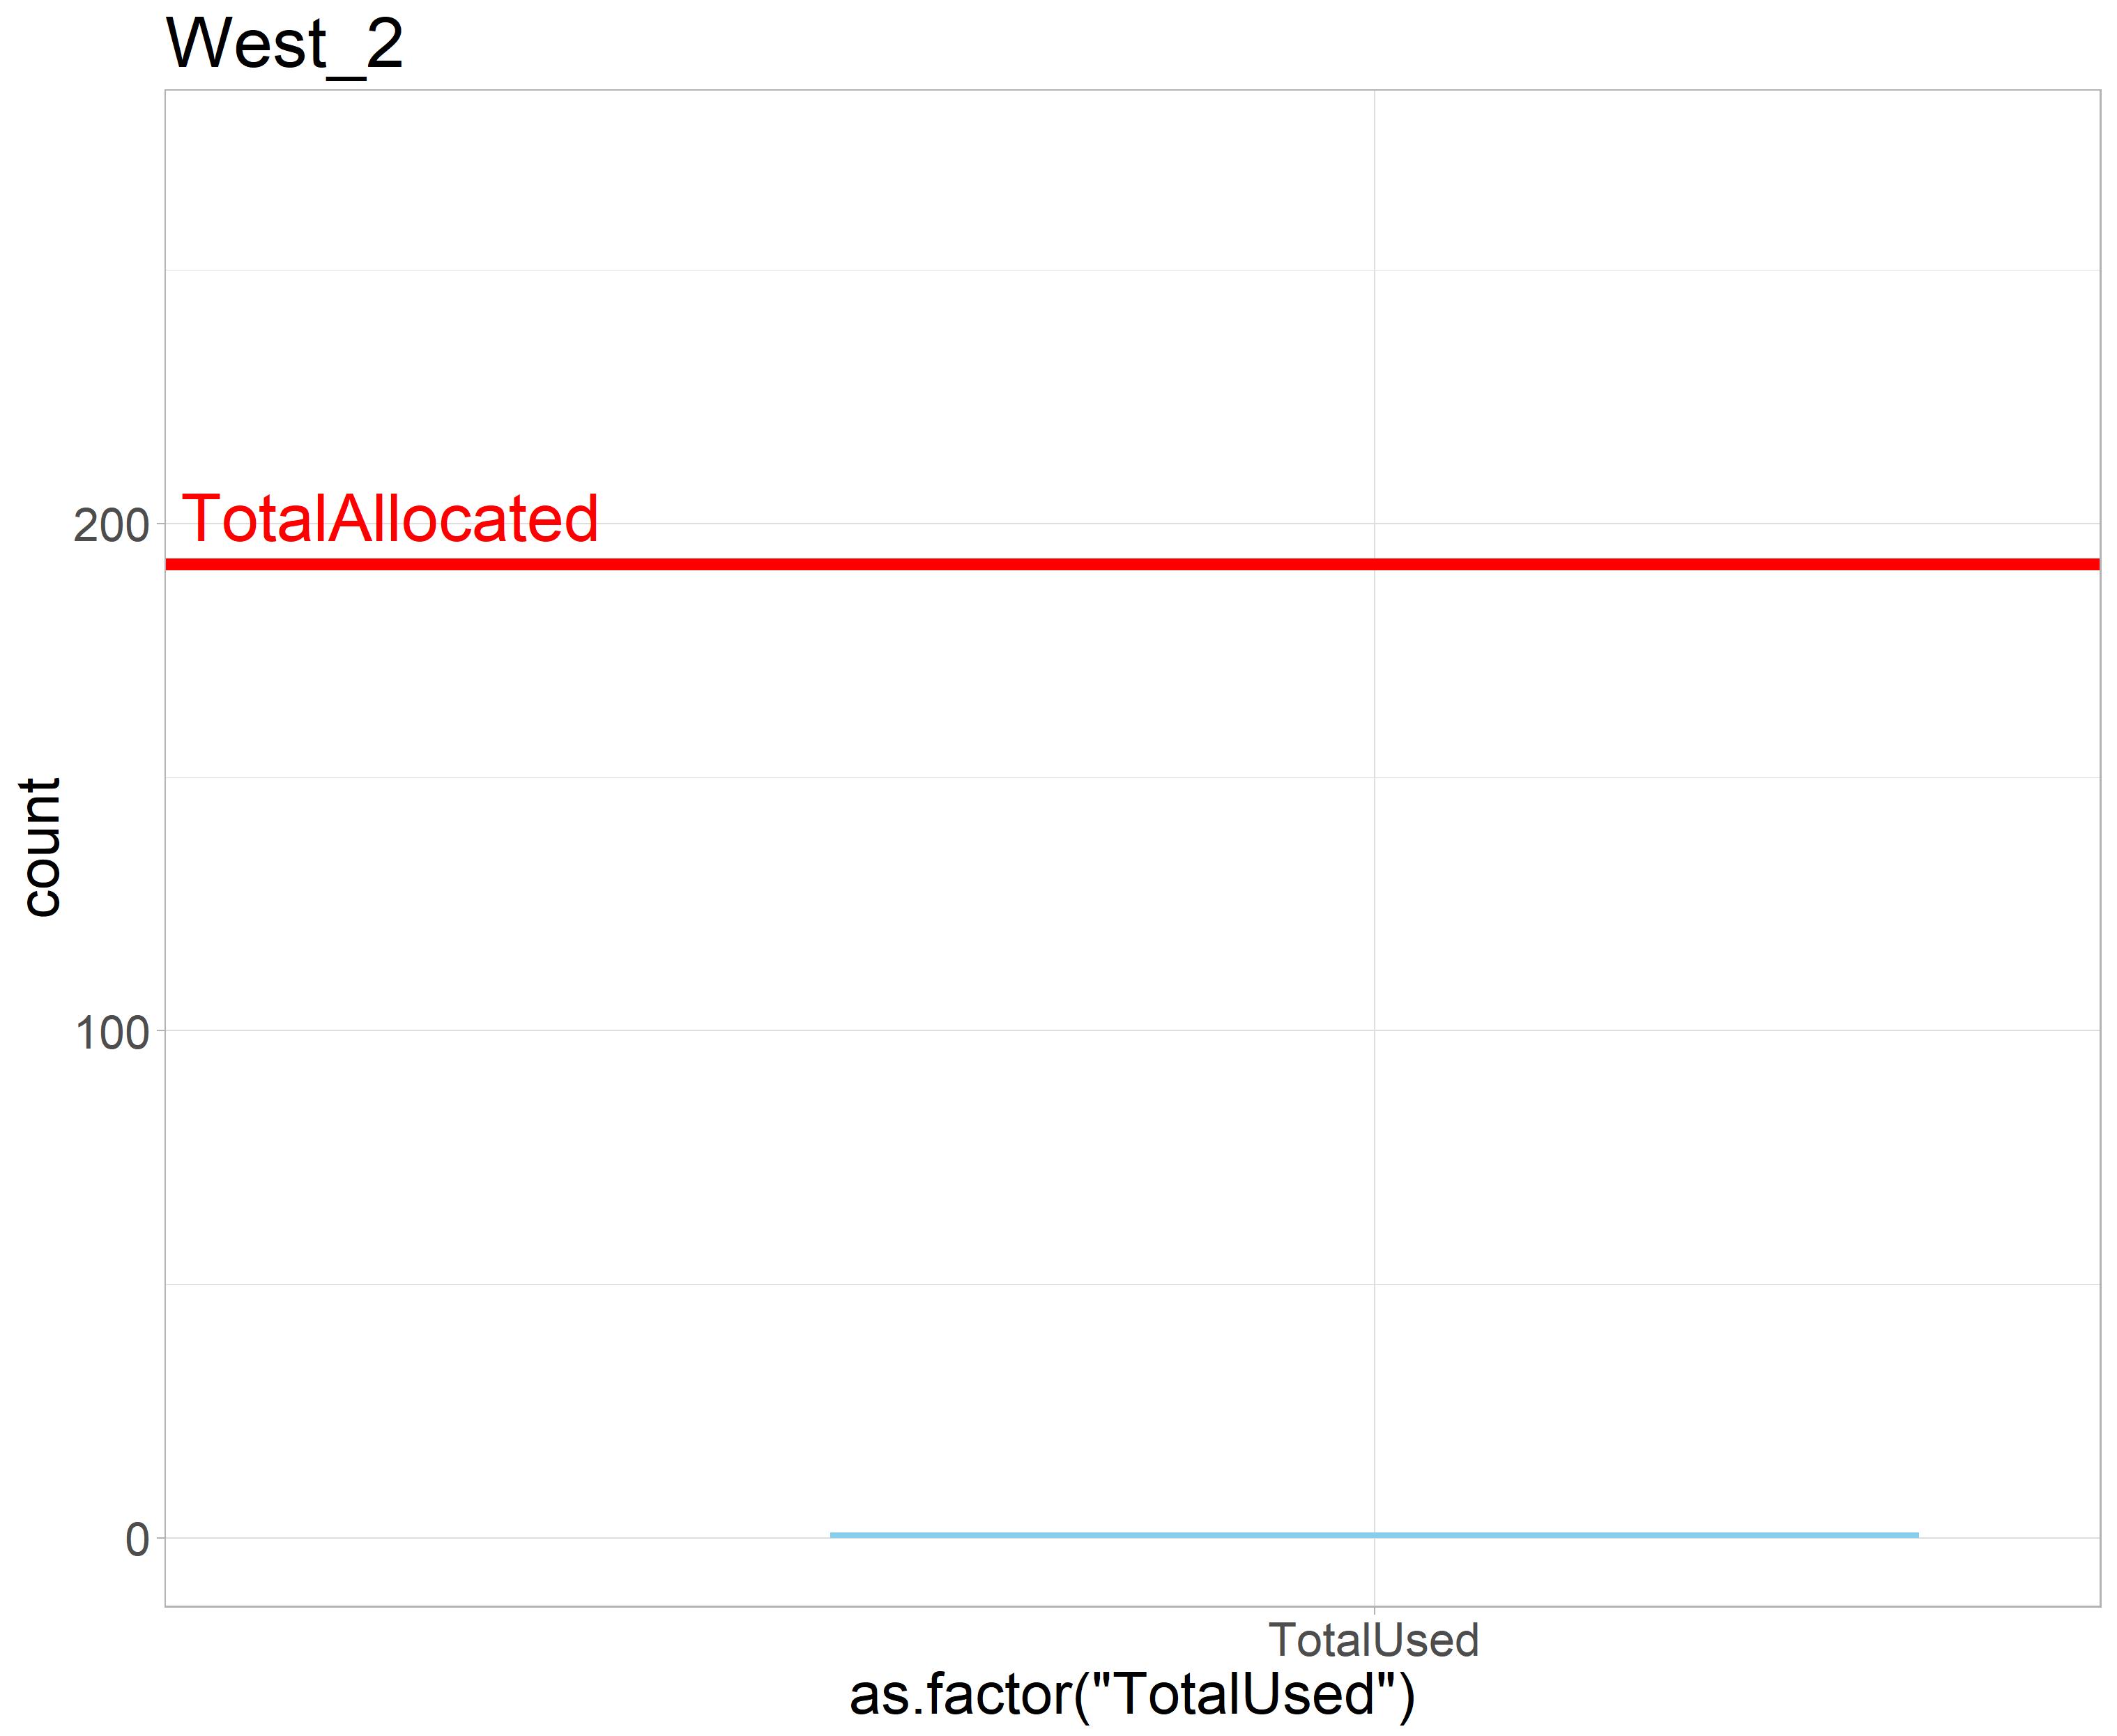 West_2
TotalAllocated
200
100
0
count
TotalUsed
as.factor("TotalUsed")